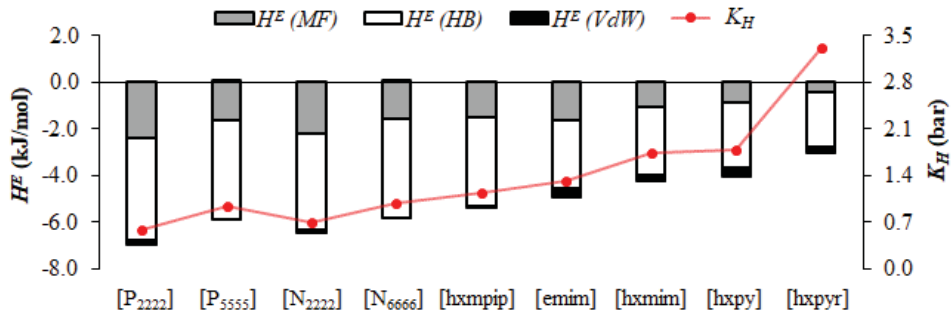 H^E (MF) H^E (HB) H^E (VdW) K_H
2.0 3.5
0.0 2.8
-2.0 2.1
-4.0 1.4
-6.0 0.7
-8.0 0.0
H^E (kJ/mol)
K_H (bar)
[P₂₂₂₂] [P₅₅₅₅] [N₂₂₂₂] [N₆₆₆₆] [hxmpip] [emim] [hxmim] [hxpy] [hxpyr]